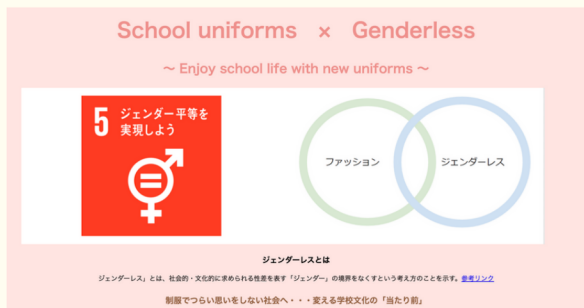 School uniforms × Genderless
～ Enjoy school life with new uniforms ～
5 ジェンダー平等を
実現しよう
ファッション
ジェンダーレス
ジェンダーレスとは
ジェンダーレス」とは、社会的・文化的に求められる性差を表す「ジェンダー」の境界をなくすという考え方のことを示す。参考リンク
制服でつらい思いをしない社会へ・・・変える学校文化の「当たり前」